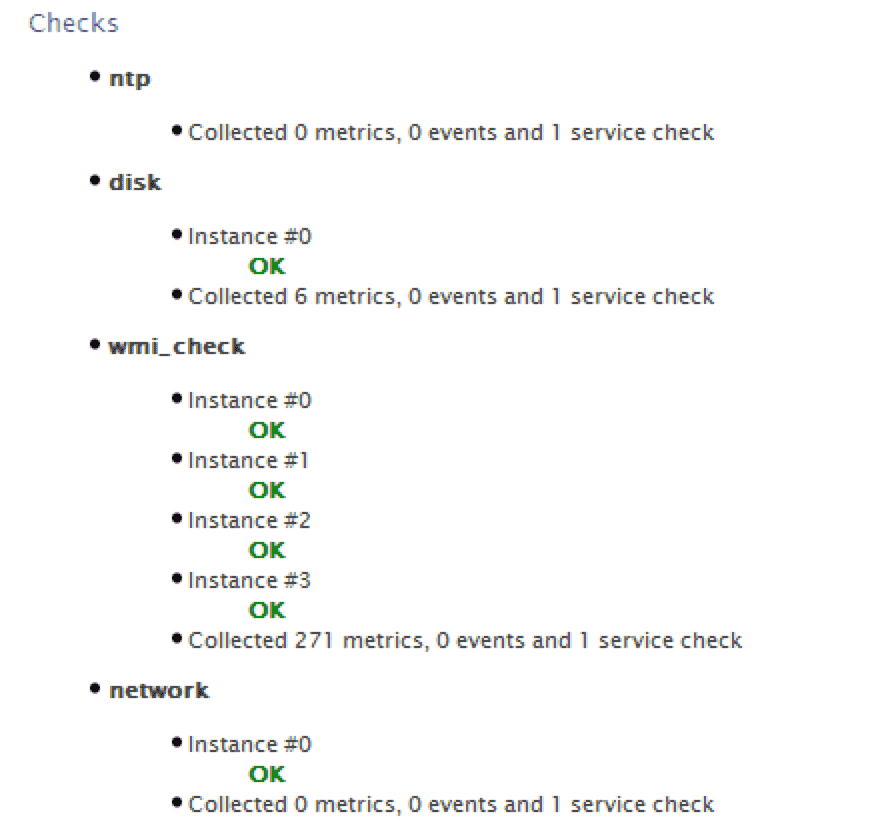 Checks
ntp
Collected 0 metrics, 0 events and 1 service check
disk
Instance #0
OK
Collected 6 metrics, 0 events and 1 service check
wmi_check
Instance #0
OK
Instance #1
OK
Instance #2
OK
Instance #3
OK
Collected 271 metrics, 0 events and 1 service check
network
Instance #0
OK
Collected 0 metrics, 0 events and 1 service check